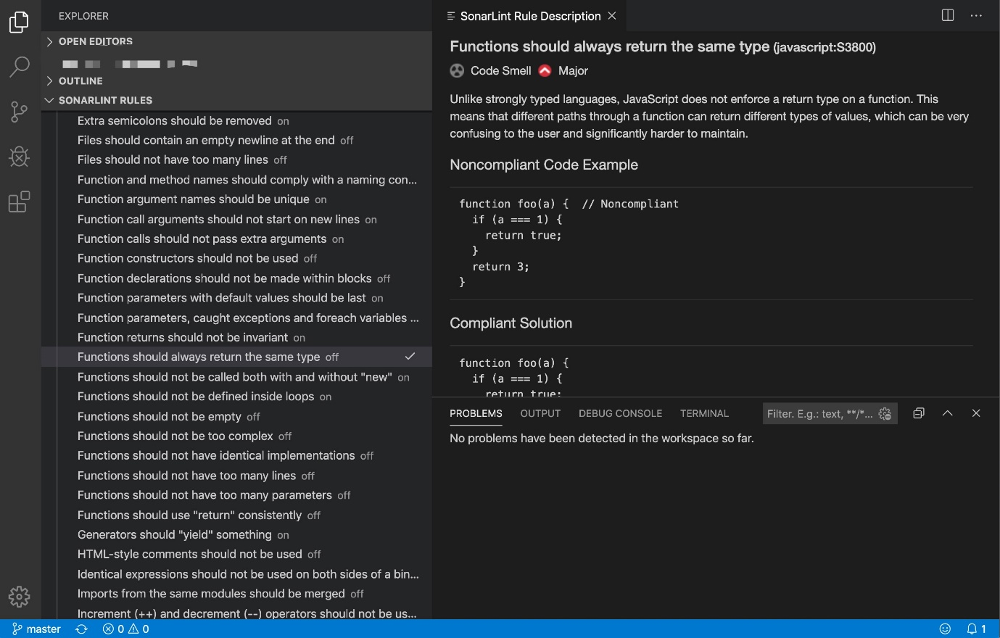 EXPLORER
OPEN EDITORS
OUTLINE
SONARLINT RULES
Extra semicolons should be removed on
Files should contain an empty newline at the end off
Files should not have too many lines off
Function and method names should comply with a naming con...
Function argument names should be unique on
Function call arguments should not start on new lines on
Function calls should not pass extra arguments on
Function constructors should not be used off
Function declarations should not be made within blocks off
Function parameters with default values should be last on
Function parameters, caught exceptions and foreach variables ...
Function returns should not be invariant on
Functions should always return the same type off
Functions should not be called both with and without "new" on
Functions should not be defined inside loops on
Functions should not be empty off
Functions should not be too complex off
Functions should not have identical implementations off
Functions should not have too many lines off
Functions should not have too many parameters off
Functions should use "return" consistently off
Generators should "yield" something on
HTML-style comments should not be used off
Identical expressions should not be used on both sides of a bin...
Imports from the same modules should be merged off
Increment (++) and decrement (--) operators should not be us...
SonarLint Rule Description
Functions should always return the same type (javascript:S3800)
Code Smell Major
Unlike strongly typed languages, JavaScript does not enforce a return type on a function. This
means that different paths through a function can return different types of values, which can be very
confusing to the user and significantly harder to maintain.
Noncompliant Code Example
function foo(a) {  // Noncompliant
  if (a === 1) {
    return true;
  }
  return 3;
}
Compliant Solution
function foo(a) {
  if (a === 1) {
    return true;
PROBLEMS OUTPUT DEBUG CONSOLE TERMINAL Filter. E.g.: text, **/*...
No problems have been detected in the workspace so far.
master 0 0 1